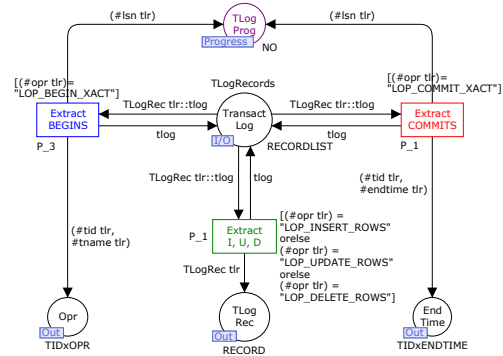 (#lsn tlr)
TLog
Prog
(#lsn tlr)
Progress
NO
[(#opr tlr)=
"LOP_BEGIN_XACT"]
[(#opr tlr)=
"LOP_COMMIT_XACT"]
TLogRecords
Extract
BEGINS
TLogRec tlr::tlog
Transact
Log
TLogRec tlr::tlog
Extract
COMMITS
tlog
tlog
P_3
I/O
RECORDLIST
P_1
TLogRec tlr::tlog
tlog
(#tid tlr,
#endtime tlr)
(#tid tlr,
#tname tlr)
P_1
Extract
I, U, D
[(#opr tlr) =
"LOP_INSERT_ROWS"
orelse
(#opr tlr) =
"LOP_UPDATE_ROWS"
orelse
(#opr tlr) =
"LOP_DELETE_ROWS"]
TLogRec tlr
Opr
TLog
Rec
End
Time
Out
Out
Out
TIDxOPR
RECORD
TIDxENDTIME